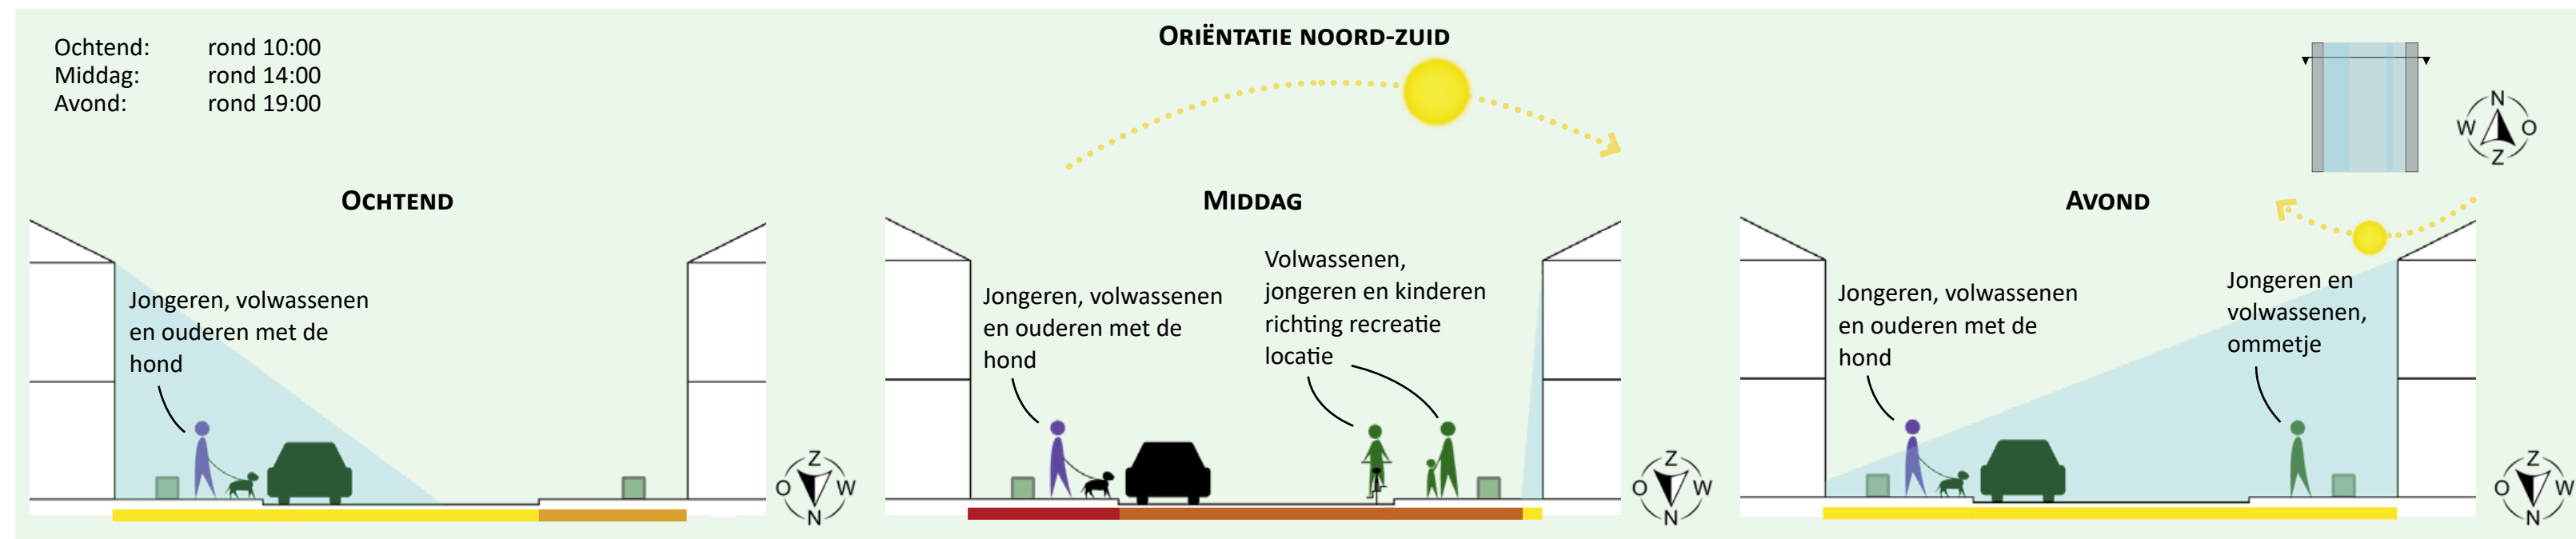 ORIËNTATIE NOORD-ZUID
Ochtend: rond 10:00
Middag: rond 14:00
Avond: rond 19:00
N
W O
Z
OCHTEND
Jongeren, volwassenen
en ouderen met de
hond
Z
O W
N
MIDDAG
Jongeren, volwassenen
en ouderen met de
hond
Volwassenen,
jongeren en kinderen
richting recreatie
locatie
Z
O W
N
AVOND
Jongeren, volwassenen
en ouderen met de
hond
Jongeren en
volwassenen,
ommetje
Z
O W
N